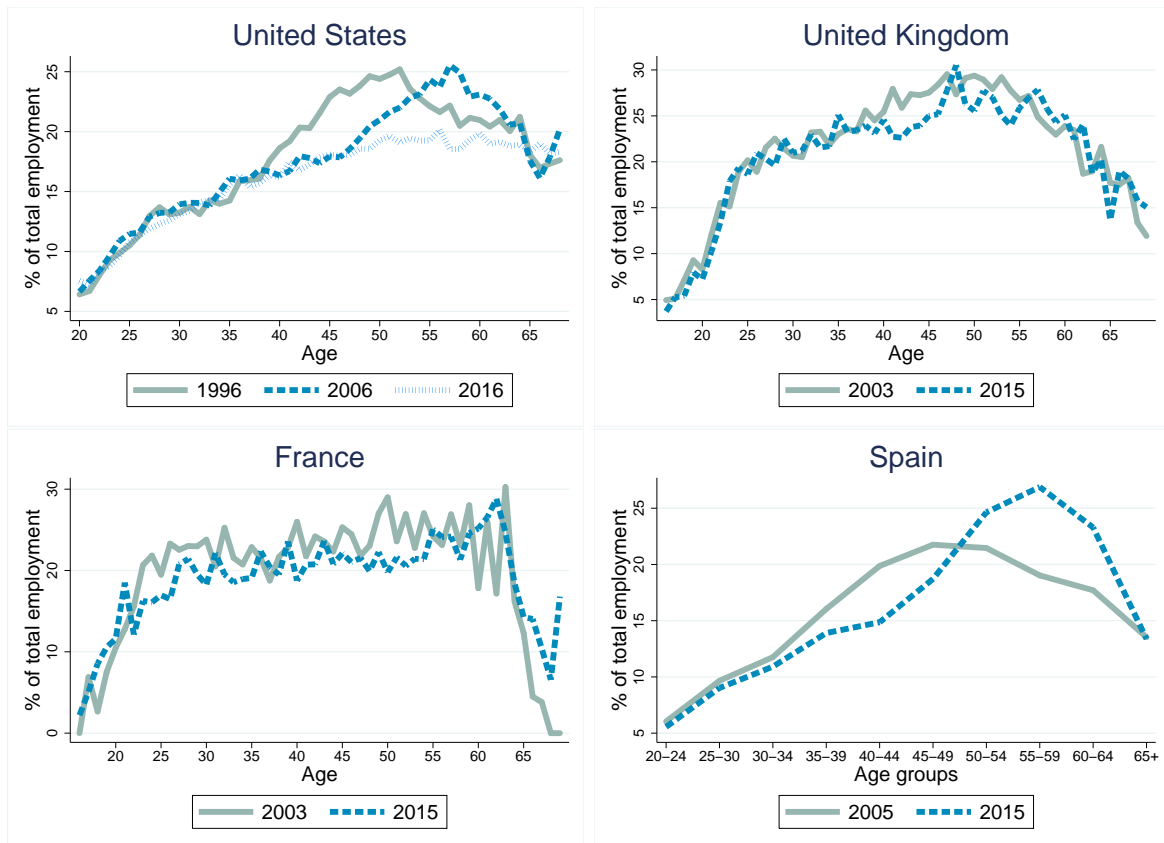 United States
% of total employment
25
20
15
10
5
20 25 30 35 40 45 50 55 60 65
Age
1996 2006 2016
United Kingdom
% of total employment
30
25
20
15
10
5
20 25 30 35 40 45 50 55 60 65
Age
2003 2015
France
% of total employment
30
20
10
0
20 25 30 35 40 45 50 55 60 65
Age
2003 2015
Spain
% of total employment
25
20
15
10
5
20–24 25–30 30–34 35–39 40–44 45–49 50–54 55–59 60–64 65+
Age groups
2005 2015